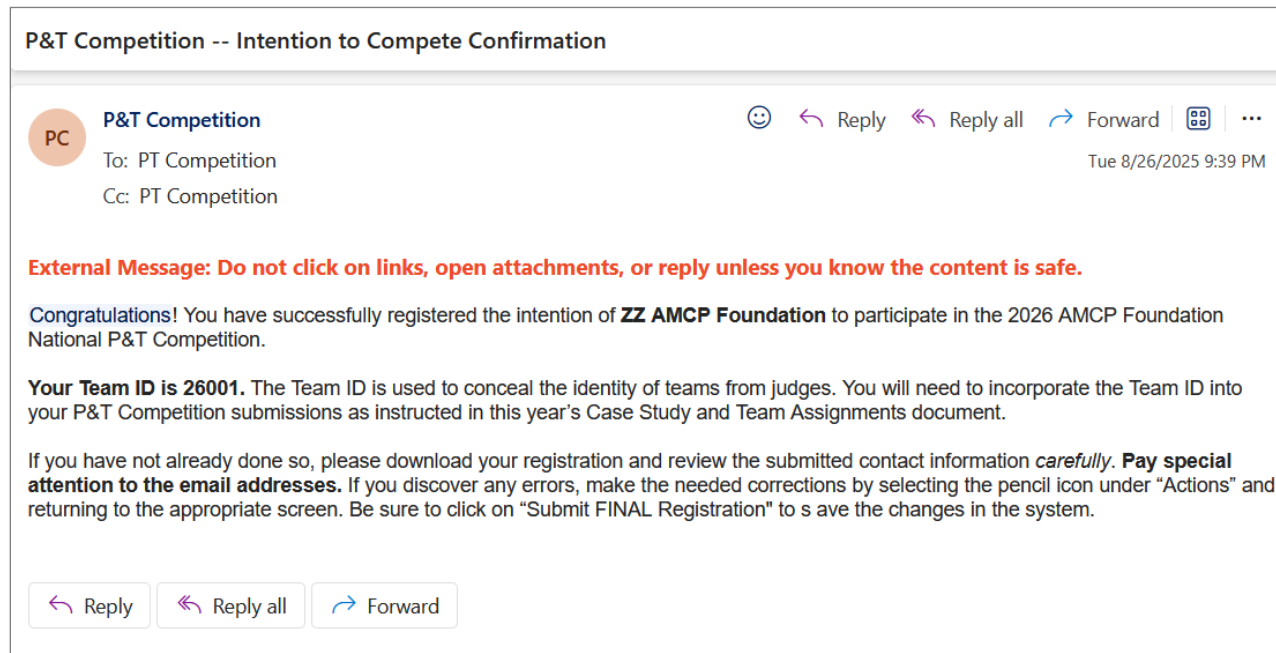 P&T Competition -- Intention to Compete Confirmation
PC
P&T Competition
Reply
Reply all
Forward
To: PT Competition
Tue 8/26/2025 9:39 PM
Cc: PT Competition
External Message: Do not click on links, open attachments, or reply unless you know the content is safe.
Congratulations! You have successfully registered the intention of ZZ AMCP Foundation to participate in the 2026 AMCP Foundation
National P&T Competition.
Your Team ID is 26001. The Team ID is used to conceal the identity of teams from judges. You will need to incorporate the Team ID into
your P&T Competition submissions as instructed in this year’s Case Study and Team Assignments document.
If you have not already done so, please download your registration and review the submitted contact information carefully. Pay special
attention to the email addresses. If you discover any errors, make the needed corrections by selecting the pencil icon under “Actions” and
returning to the appropriate screen. Be sure to click on “Submit FINAL Registration" to s ave the changes in the system.
Reply
Reply all
Forward